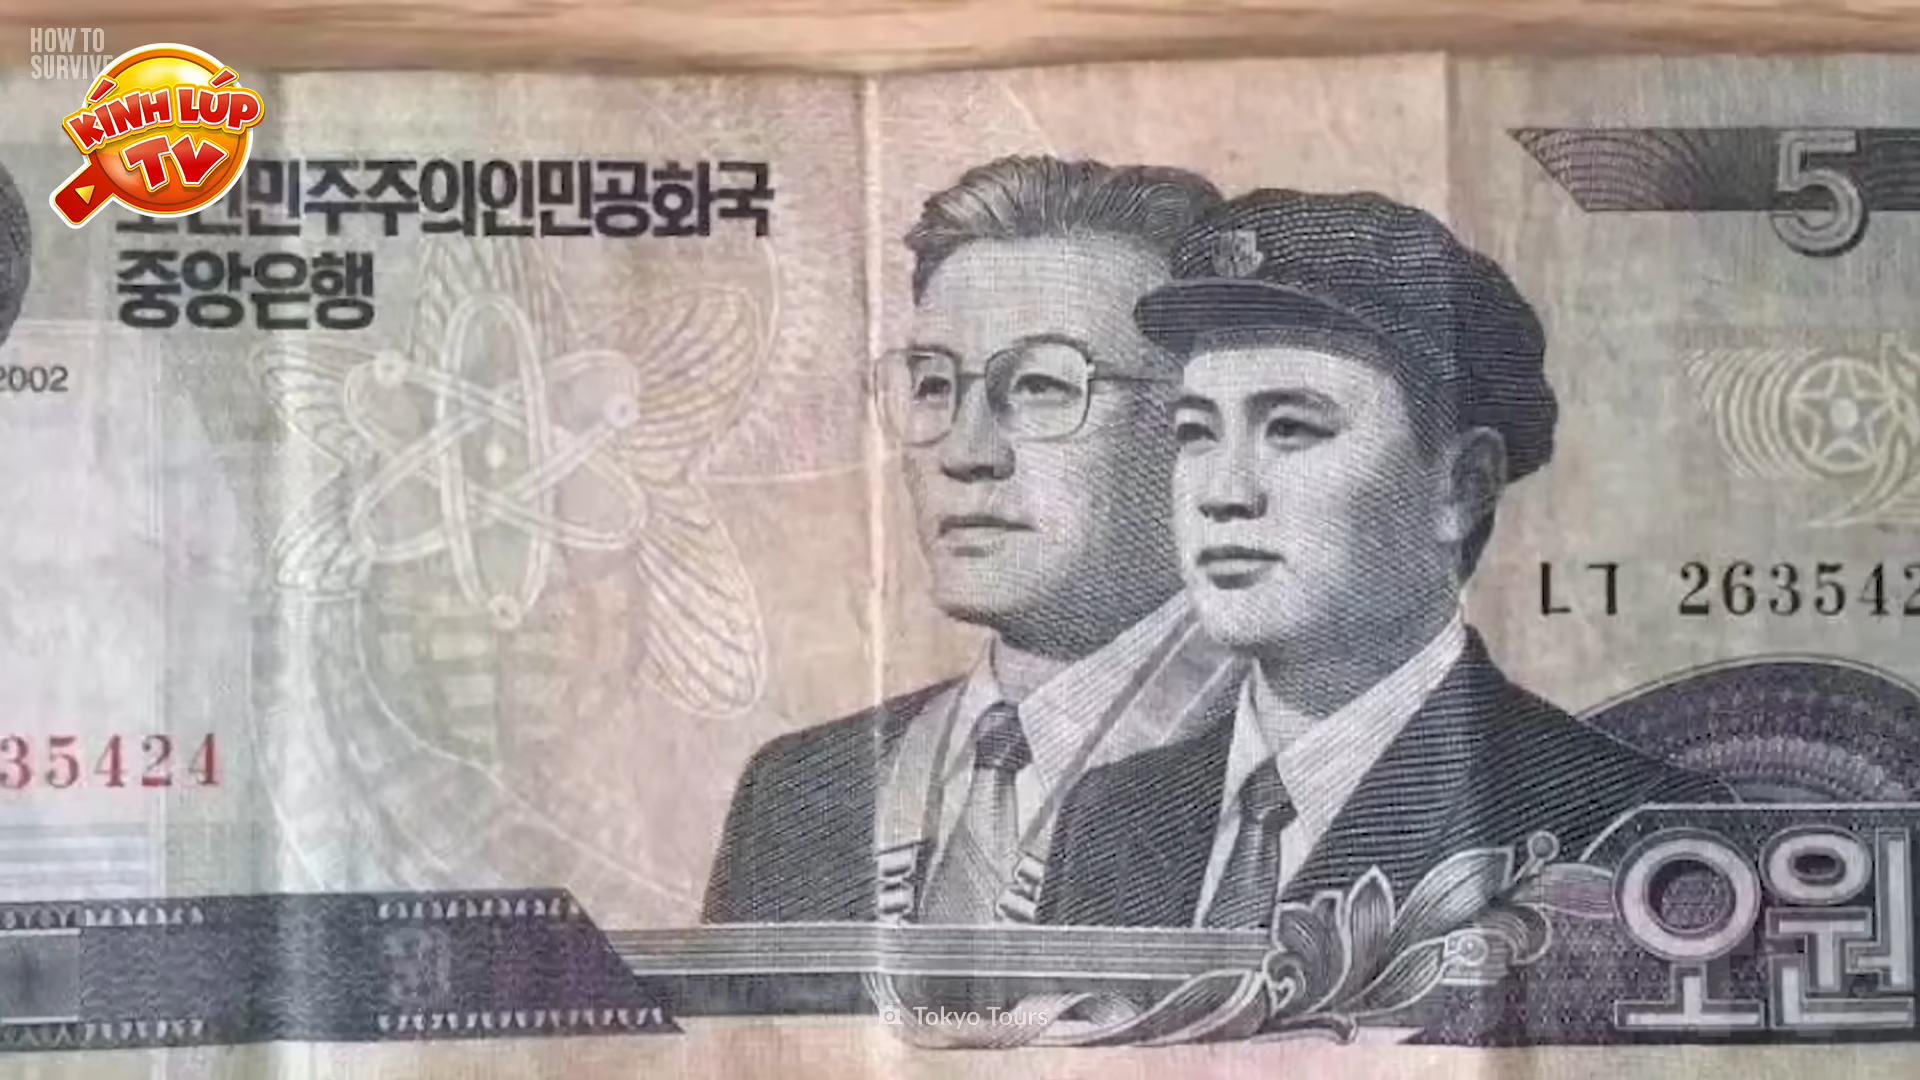 HOW TO
SURVIVE
KÍNH LÚP
TV
민주주의인민공화국
중앙은행
2002
5
ㄴㄱ 263542
35424
오원
Tokyo Tours